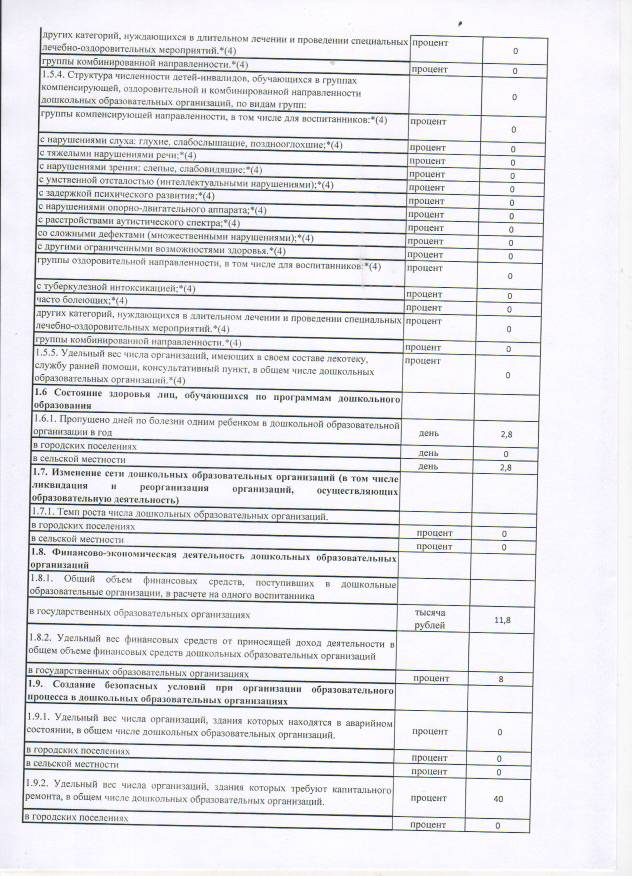 других категорий, нуждающихся в длительном лечении и проведении специальных
лечебно-оздоровительных мероприятий.*(4)
процент
0
группы комбинированной направленности.*(4)
процент
0
1.5.4. Структура численности детей-инвалидов, обучающихся в группах
компенсирующей, оздоровительной и комбинированной направленности
дошкольных образовательных организаций, по видам групп:
0
группы компенсирующей направленности, в том числе для воспитанников:*(4)
процент
0
с нарушениями слуха: глухие, слабослышащие, позднооглохшие;*(4)
процент
0
с тяжелыми нарушениями речи;*(4)
процент
0
с нарушениями зрения: слепые, слабовидящие;*(4)
процент
0
с умственной отсталостью (интеллектуальными нарушениями);*(4)
процент
0
с задержкой психического развития;*(4)
процент
0
с нарушениями опорно-двигательного аппарата;*(4)
процент
0
с расстройствами аутистического спектра;*(4)
процент
0
со сложными дефектами (множественными нарушениями);*(4)
процент
0
с другими ограниченными возможностями здоровья.*(4)
процент
0
группы оздоровительной направленности, в том числе для воспитанников:*(4)
процент
0
с туберкулезной интоксикацией;*(4)
процент
0
часто болеющих;*(4)
процент
0
других категорий, нуждающихся в длительном лечении и проведении специальных
лечебно-оздоровительных мероприятий.*(4)
процент
0
группы комбинированной направленности.*(4)
процент
0
1.5.5. Удельный вес числа организаций, имеющих в своем составе лекотеку,
службу ранней помощи, консультативный пункт, в общем числе дошкольных
образовательных организаций.*(4)
процент
0
1.6 Состояние здоровья лиц, обучающихся по программам дошкольного
образования
1.6.1. Пропущено дней по болезни одним ребенком в дошкольной образовательной
организации в год
день
2,8
в городских поселениях
день
0
в сельской местности
день
2,8
1.7. Изменение сети дошкольных образовательных организаций (в том числе
ликвидация и реорганизация организаций, осуществляющих
образовательную деятельность)
1.7.1. Темп роста числа дошкольных образовательных организаций.
в городских поселениях
процент
0
в сельской местности
процент
0
1.8. Финансово-экономическая деятельность дошкольных образовательных
организаций
1.8.1. Общий объем финансовых средств, поступивших в дошкольные
образовательные организации, в расчете на одного воспитанника
в государственных образовательных организациях
тысяча
рублей
11,8
1.8.2. Удельный вес финансовых средств от приносящей доход деятельности в
общем объеме финансовых средств дошкольных образовательных организаций
в государственных образовательных организациях
процент
8
1.9. Создание безопасных условий при организации образовательного
процесса в дошкольных образовательных организациях
1.9.1. Удельный вес числа организаций, здания которых находятся в аварийном
состоянии, в общем числе дошкольных образовательных организаций.
процент
0
в городских поселениях
процент
0
в сельской местности
процент
0
1.9.2. Удельный вес числа организаций, здания которых требуют капитального
ремонта, в общем числе дошкольных образовательных организаций.
процент
40
в городских поселениях
процент
0